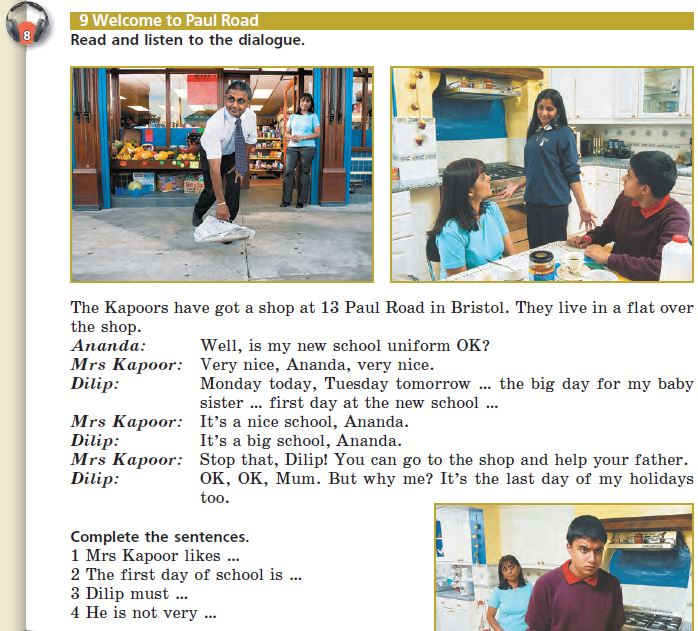 8
9 Welcome to Paul Road
Read and listen to the dialogue.
The Kapoors have got a shop at 13 Paul Road in Bristol. They live in a flat over
the shop.
Ananda: Well, is my new school uniform OK?
Mrs Kapoor: Very nice, Ananda, very nice.
Dilip: Monday today, Tuesday tomorrow ... the big day for my baby
sister ... first day at the new school ...
Mrs Kapoor: It's a nice school, Ananda.
Dilip: It's a big school, Ananda.
Mrs Kapoor: Stop that, Dilip! You can go to the shop and help your father.
Dilip: OK, OK, Mum. But why me? It's the last day of my holidays
too.
Complete the sentences.
1 Mrs Kapoor likes ...
2 The first day of school is ...
3 Dilip must ...
4 He is not very ...